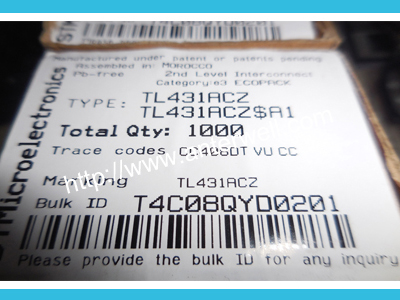 Manufactured under patent or patents pending
Assembled in: MOROCCO
Pb-free 2nd Level Interconnect
Category:e3 ECOPACK
TYPE: TL431ACZ
TL431ACZ$A1
Total Qty: 1000
Trace codes VU CC
Marking TL431ACZ
Bulk ID T4C08QYD0201
Please provide the bulk ID for any inquiry
STMicroelectronics